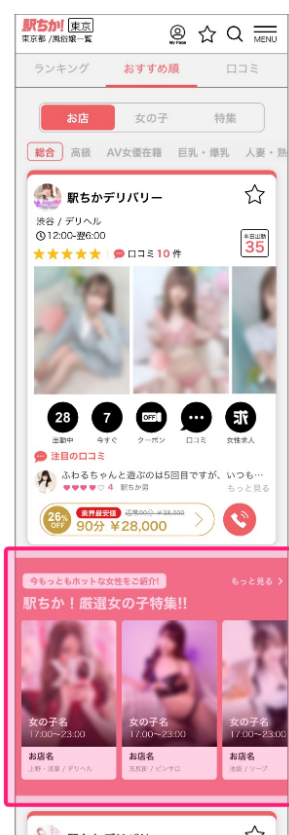 駅ちか! 東京
東京都 /風俗嬢一覧
My Page
MENU
ランキング おすすめ順 口コミ
お店 女の子 特集
総合 高級 AV女優在籍 巨乳・爆乳 人妻・熟
駅ちかデリバリー
渋谷 / デリヘル
12:00-翌6:00
本日出勤
35
口コミ10件
28 7 OFF 求
出勤中 今すぐ クーポン 口コミ 女性求人
注目の口コミ
ふわるちゃんと遊ぶのは5回目ですが、いつも…
4 駅ちか男 もっと見る
26%
OFF
業界最安値 通常90分 ¥38,000
90分 ¥28,000
今もっともホットな女性をご紹介! もっと見る
駅ちか!厳選女の子特集!!
女の子名 女の子名 女の子名
17:00~23:00 17:00~23:00 17:00~23:00
お店名 お店名 お店名
上野・浅草 / デリヘル 五反田 / ピンサロ 池袋 / ソープ